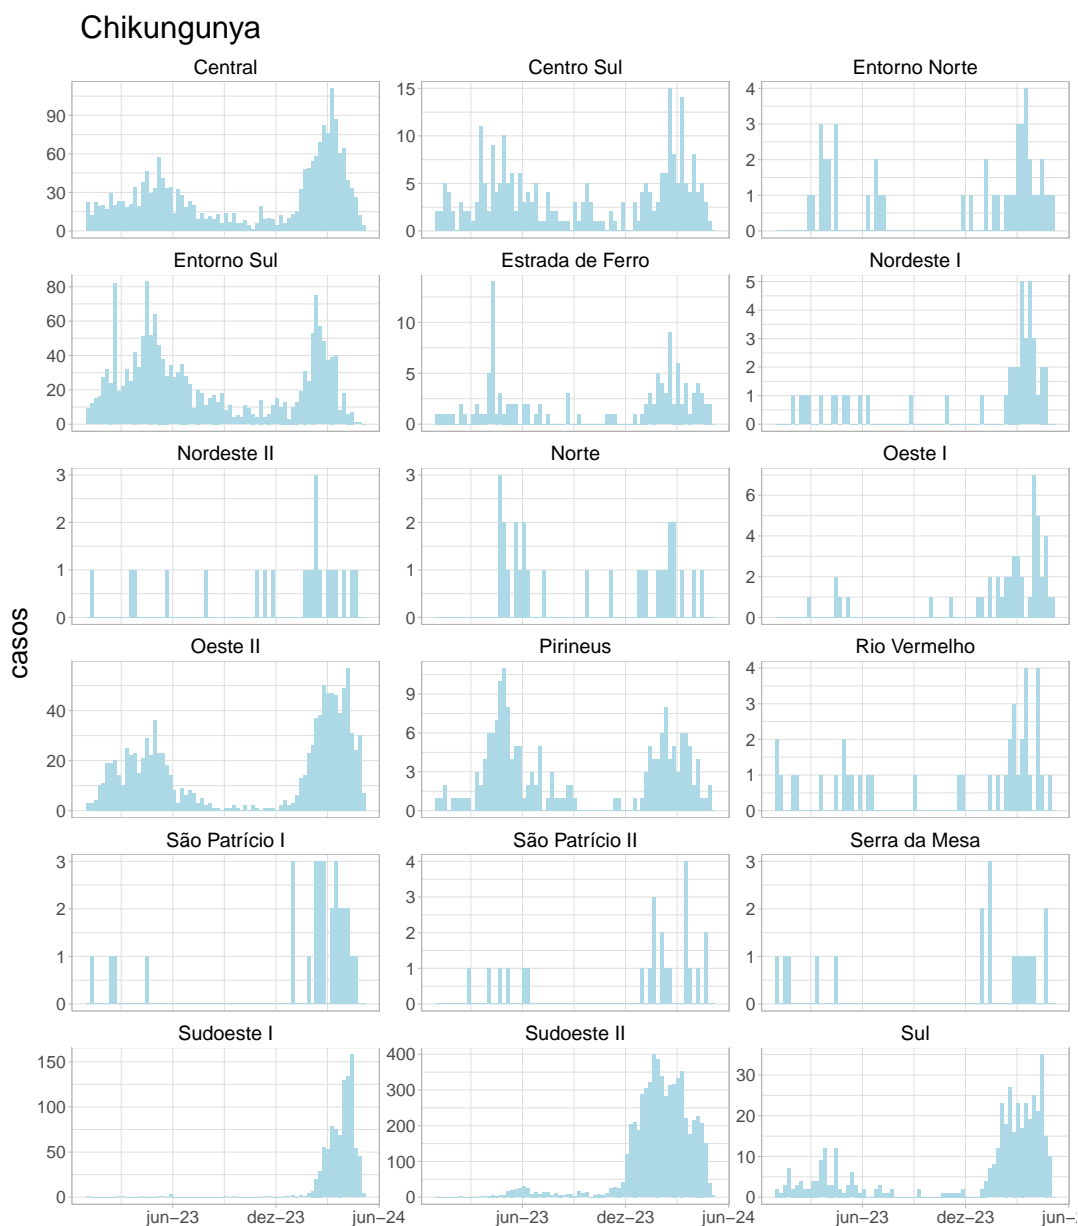 Chikungunya
Central
Centro Sul
Entorno Norte
90
60
30
0
15
10
5
0
4
3
2
1
0
Entorno Sul
Estrada de Ferro
Nordeste I
80
60
40
20
0
10
5
0
5
4
3
2
1
0
Nordeste II
Norte
Oeste I
3
2
1
0
3
2
1
0
6
4
2
0
casos
Oeste II
Pirineus
Rio Vermelho
40
20
0
9
6
3
0
4
3
2
1
0
São Patrício I
São Patrício II
Serra da Mesa
3
2
1
0
4
3
2
1
0
3
2
1
0
Sudoeste I
Sudoeste II
Sul
150
100
50
0
400
300
200
100
0
30
20
10
0
jun–23
dez–23
jun–24
jun–23
dez–23
jun–24
jun–23
dez–23
jun–